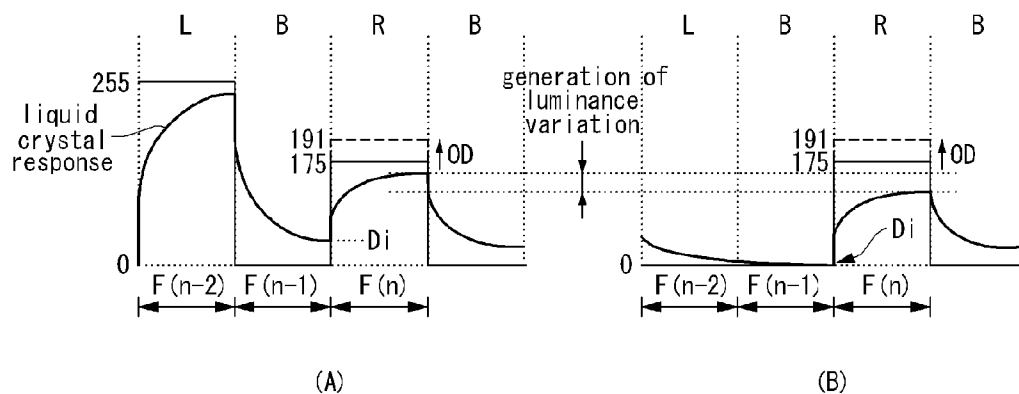 L B R B L B R B
255
liquid
crystal
response
191
175
OD
Di
0
F(n-2) F(n-1) F(n)
(A)
generation of
luminance
variation
191
175
OD
Di
0
F(n-2) F(n-1) F(n)
(B)